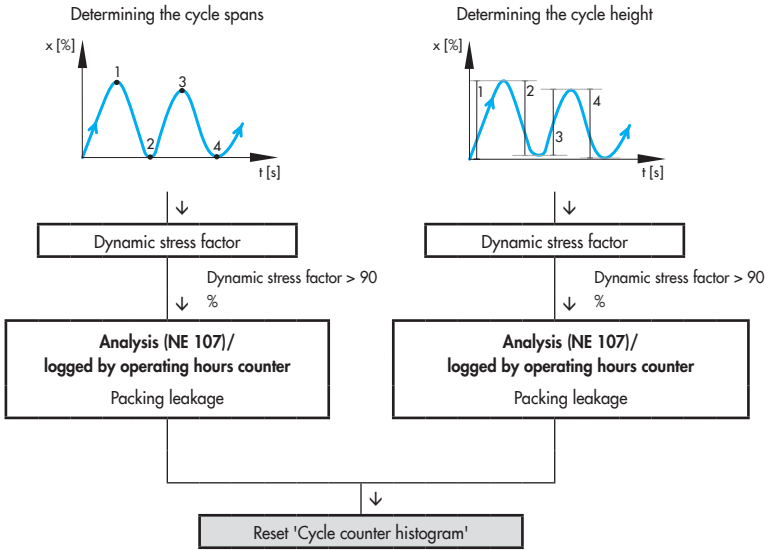 Determining the cycle spans
x [%]
1
3
2
4
t [s]
Dynamic stress factor
Dynamic stress factor > 90
%
Analysis (NE 107)/
logged by operating hours counter
Packing leakage
Determining the cycle height
x [%]
1
2
4
3
t [s]
Dynamic stress factor
Dynamic stress factor > 90
%
Analysis (NE 107)/
logged by operating hours counter
Packing leakage
Reset 'Cycle counter histogram'